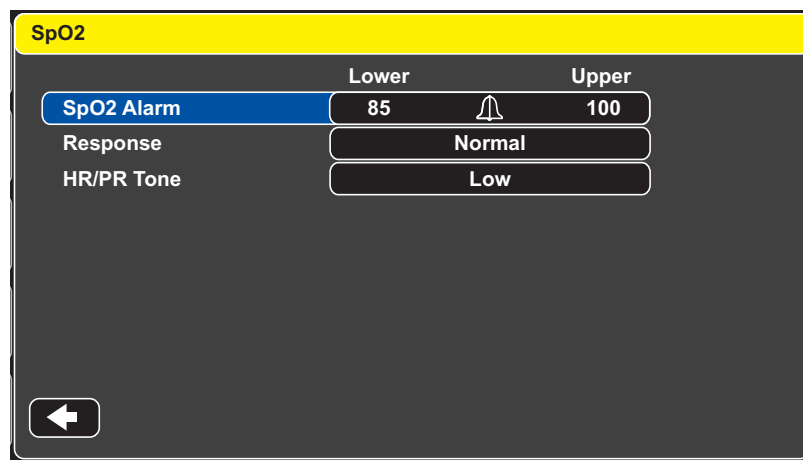 SpO2
Lower Upper
SpO2 Alarm 85 100
Response Normal
HR/PR Tone Low